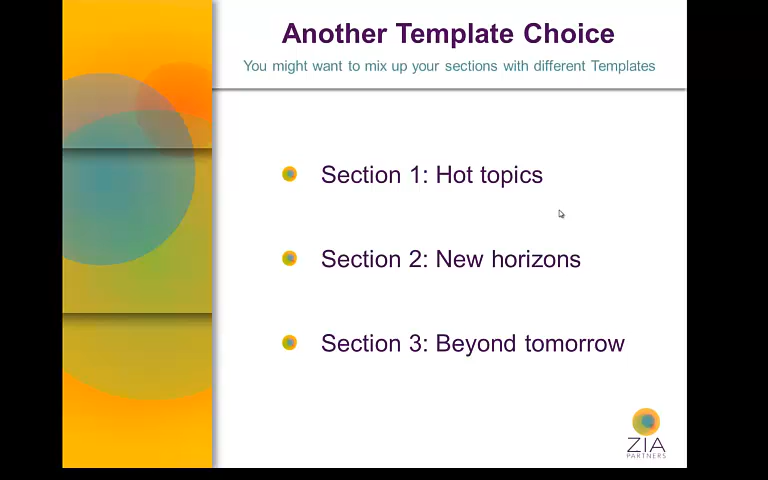 Another Template Choice
You might want to mix up your sections with different Templates
Section 1: Hot topics
Section 2: New horizons
Section 3: Beyond tomorrow
ZIA
PARTNERS